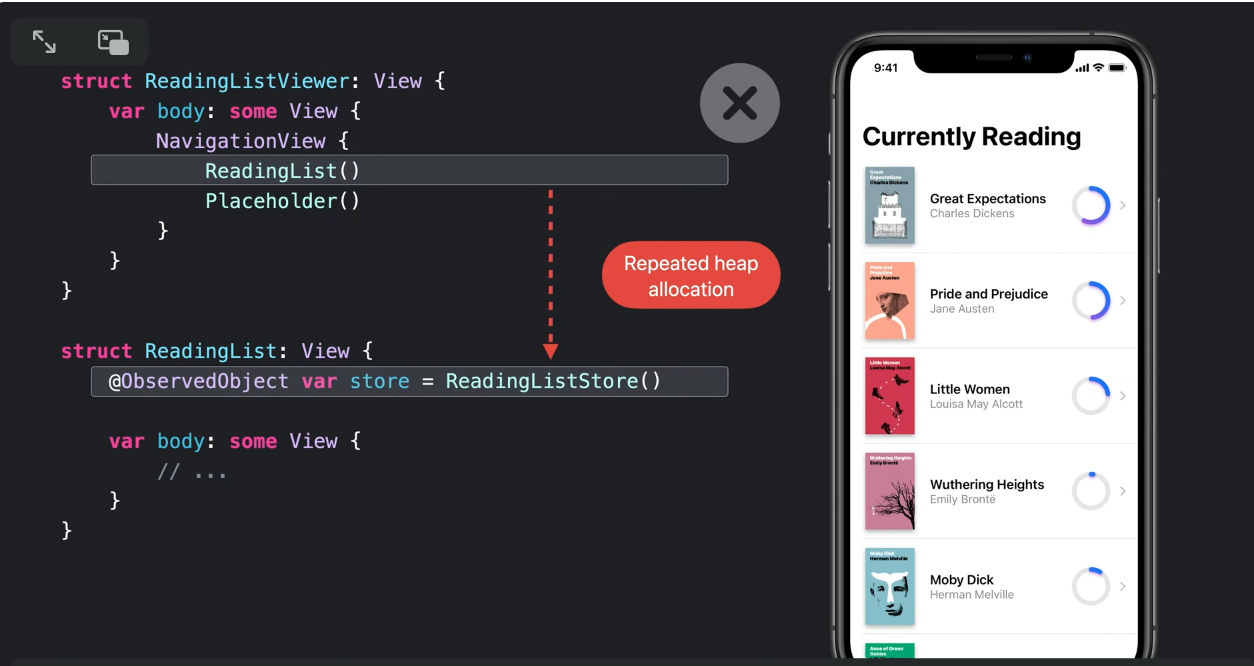 struct ReadingListViewer: View {
var body: some View {
NavigationView {
ReadingList()
Placeholder()
}
}
}
Repeated heap
allocation
struct ReadingList: View {
@ObservedObject var store = ReadingListStore()
var body: some View {
// ...
}
}
9:41
Currently Reading
Great
Expectations
Charles Dickens
Great Expectations
Charles Dickens
Pride and
Prejudice
Jane Austen
Pride and Prejudice
Jane Austen
Little Women
Louisa May Alcott
Little Women
Louisa May Alcott
Wuthering Heights
Emily Brontë
Wuthering Heights
Emily Brontë
Moby Dick
Herman Melville
Moby Dick
Herman Melville
Anne of Green
Gables